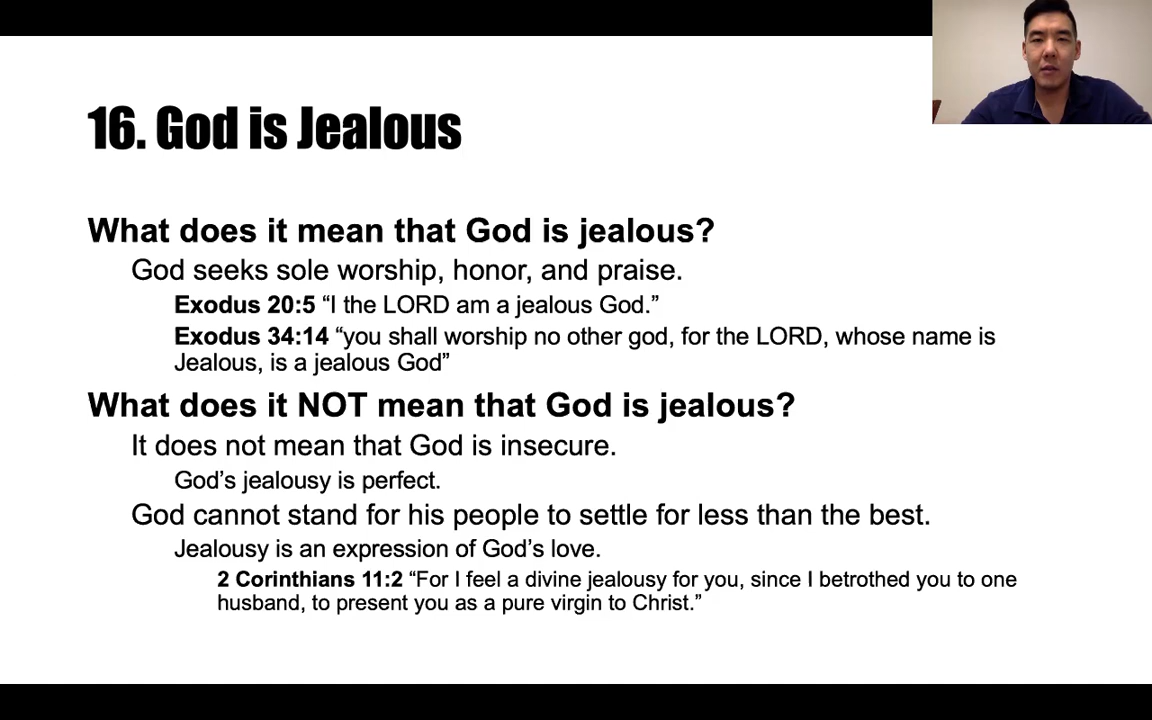 16. God is Jealous
What does it mean that God is jealous?
God seeks sole worship, honor, and praise.
Exodus 20:5 “I the LORD am a jealous God.”
Exodus 34:14 “you shall worship no other god, for the LORD, whose name is
Jealous, is a jealous God”
What does it NOT mean that God is jealous?
It does not mean that God is insecure.
God’s jealousy is perfect.
God cannot stand for his people to settle for less than the best.
Jealousy is an expression of God’s love.
2 Corinthians 11:2 “For I feel a divine jealousy for you, since I betrothed you to one
husband, to present you as a pure virgin to Christ.”